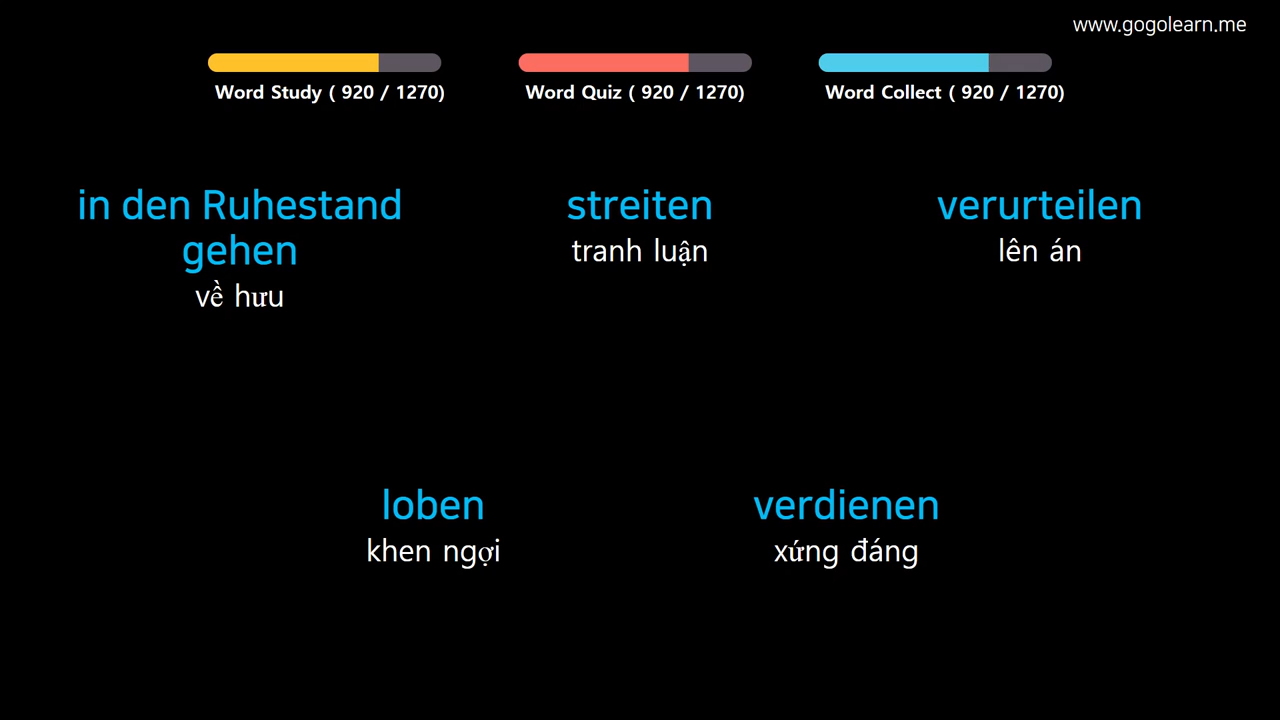 www.gogolearn.me
Word Study ( 920 / 1270)
Word Quiz ( 920 / 1270)
Word Collect ( 920 / 1270)
in den Ruhestand
gehen
về hưu
streiten
tranh luận
verurteilen
lên án
loben
khen ngợi
verdienen
xứng đáng